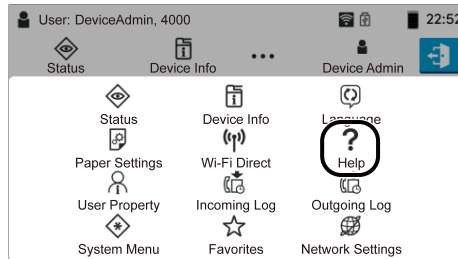 User: DeviceAdmin, 4000 22:52
Status Device Info Device Admin
Status Device Info Language
Paper Settings Wi-Fi Direct Help
User Property Incoming Log Outgoing Log
System Menu Favorites Network Settings